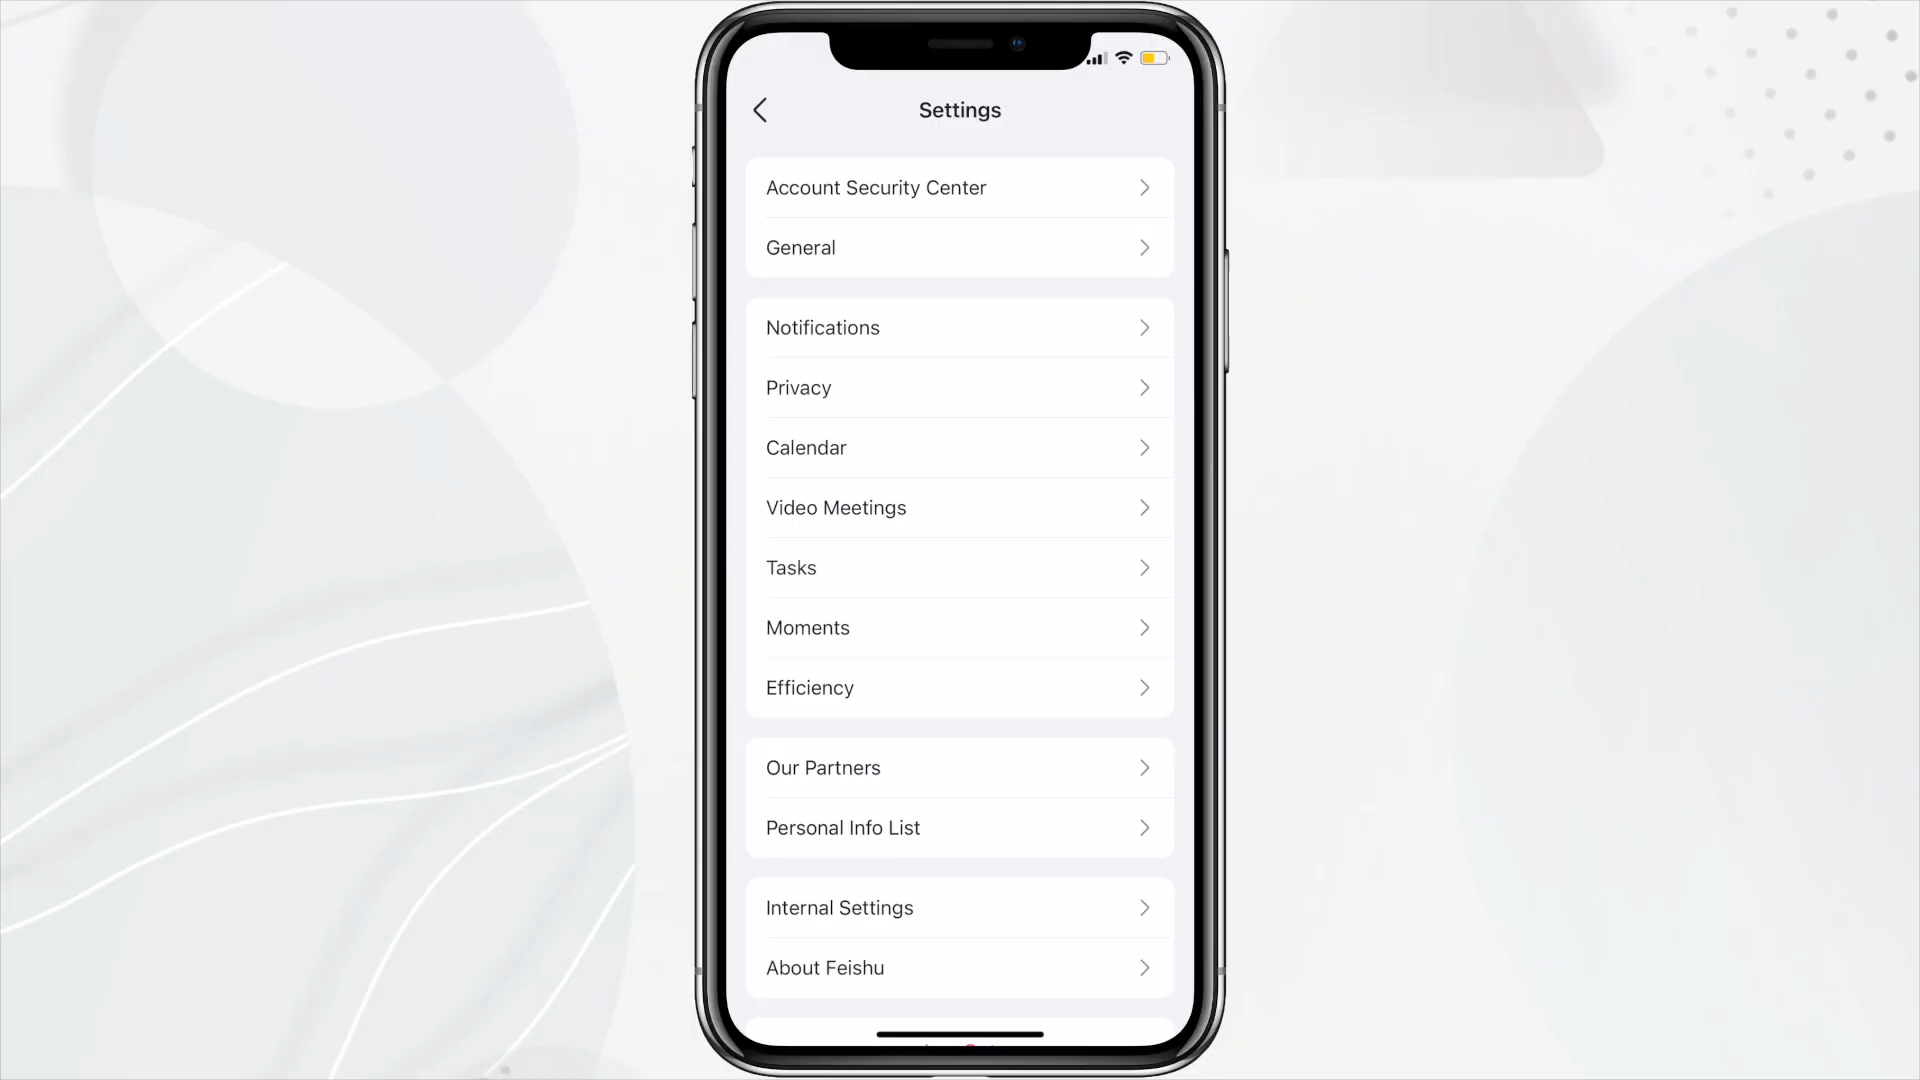 Settings
Account Security Center
General
Notifications
Privacy
Calendar
Video Meetings
Tasks
Moments
Efficiency
Our Partners
Personal Info List
Internal Settings
About Feishu